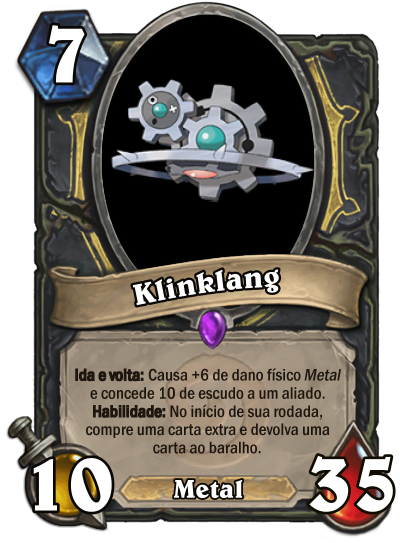 7
Klinklang
Ida e volta: Causa +6 de dano físico Metal
e concede 10 de escudo a um aliado.
Habilidade: No início de sua rodada,
compre uma carta extra e devolva uma
carta ao baralho.
10
Metal
35